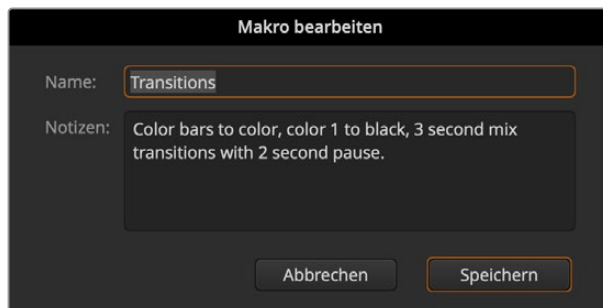 Makro bearbeiten
Name: Transitions
Notizen: Color bars to color, color 1 to black, 3 second mix
transitions with 2 second pause.
Abbrechen Speichern